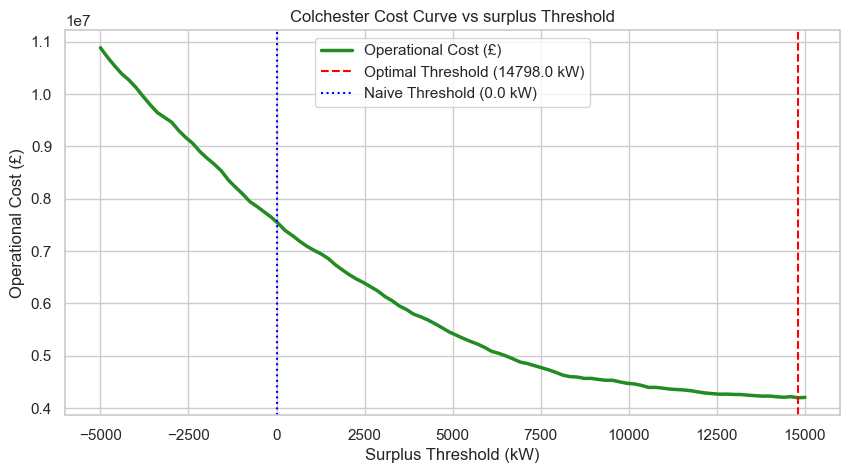 Colchester Cost Curve vs surplus Threshold
1e7
1.1
1.0
0.9
0.8
0.7
0.6
0.5
0.4
Operational Cost (£)
Operational Cost (£)
Optimal Threshold (14798.0 kW)
Naive Threshold (0.0 kW)
−5000 −2500 0 2500 5000 7500 10000 12500 15000
Surplus Threshold (kW)